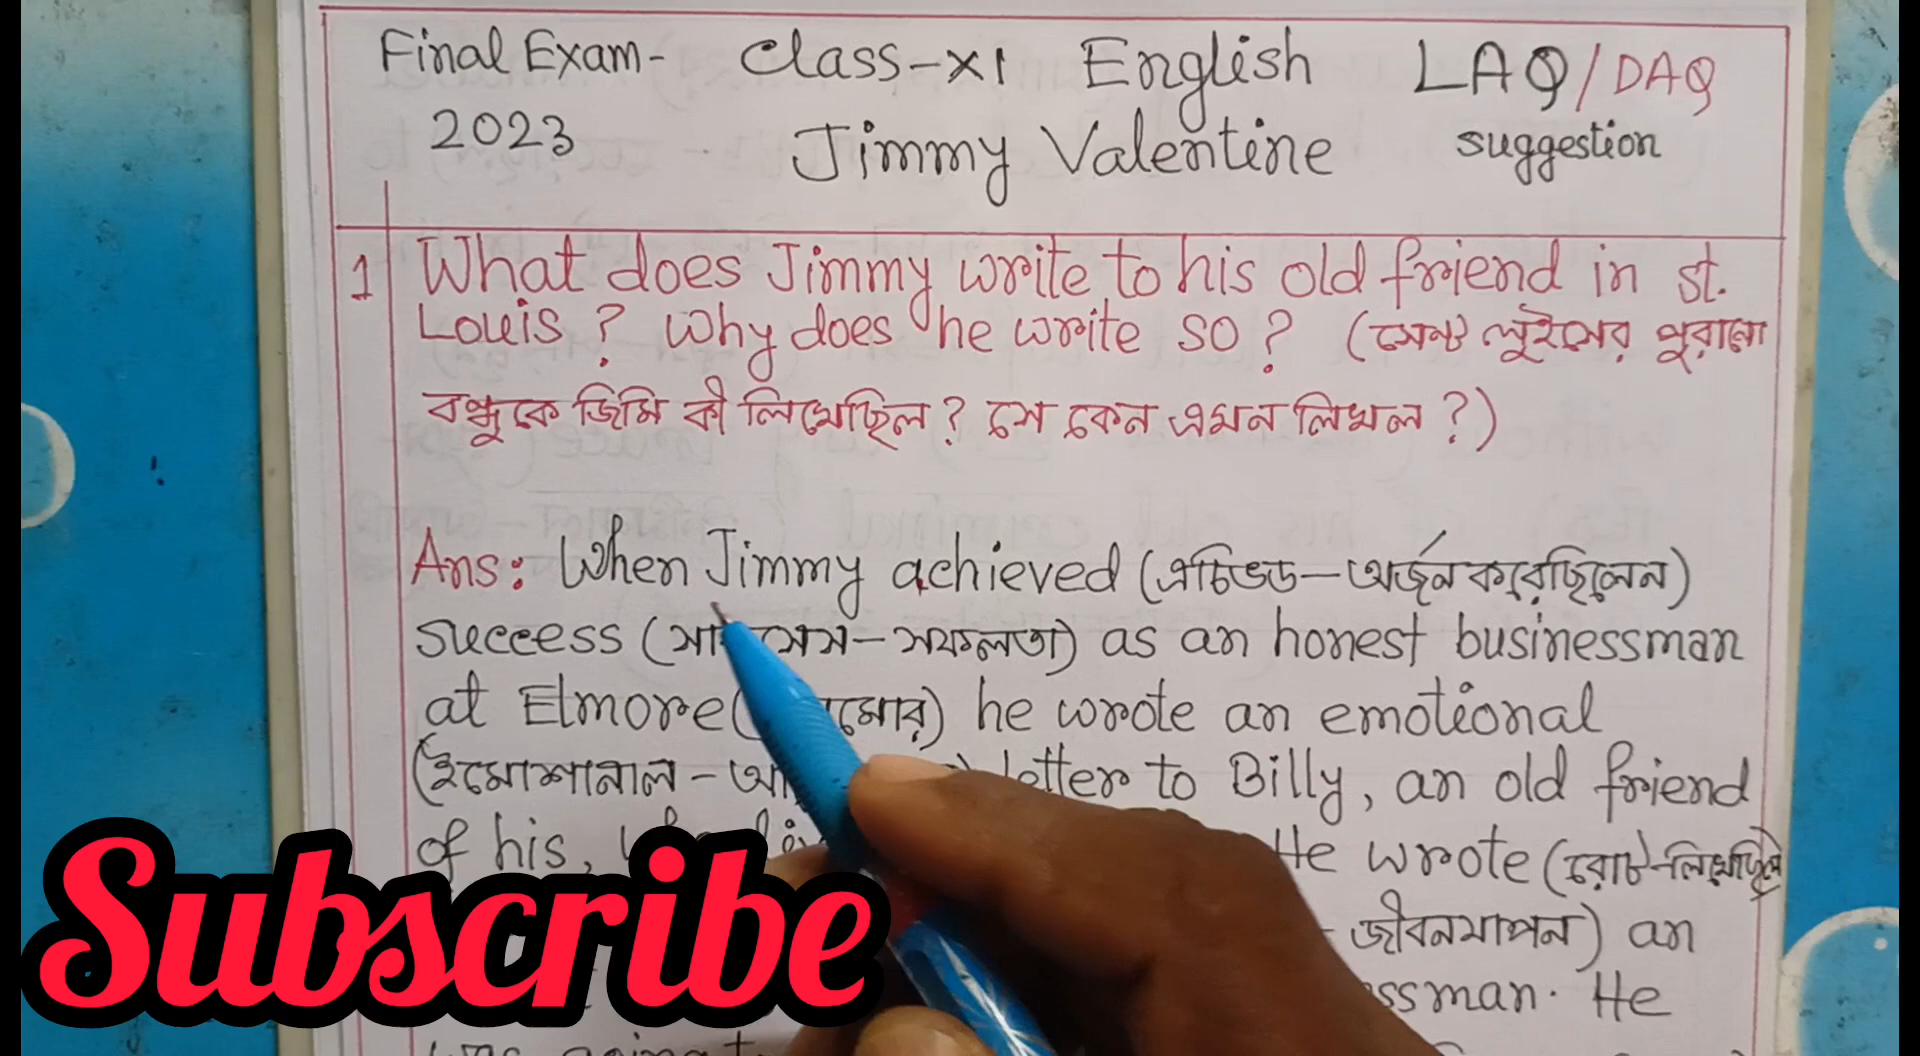 Final Exam- Class-XI English LAQ/DAQ
2023 Jimmy Valentine suggestion
1 What does Jimmy write to his old friend in st.
Louis? Why does he write so? (সেন্ট লুইসের পুরানো
বন্ধুকে জিমি কী লিখেছিল? সে কেন এমন লিখল?)
Ans: When Jimmy achieved (এচিভড-অর্জন করেছিলেন)
success (সা সেস-সফলতা) as an honest businessman
at Elmore ( মোর) he wrote an emotional
(ইমোশানাল-আ ) letter to Billy, an old friend
of his, He wrote (রোট-লিখেছিল
-জীবনযাপন) an
ssman. He
was going t
Subscribe